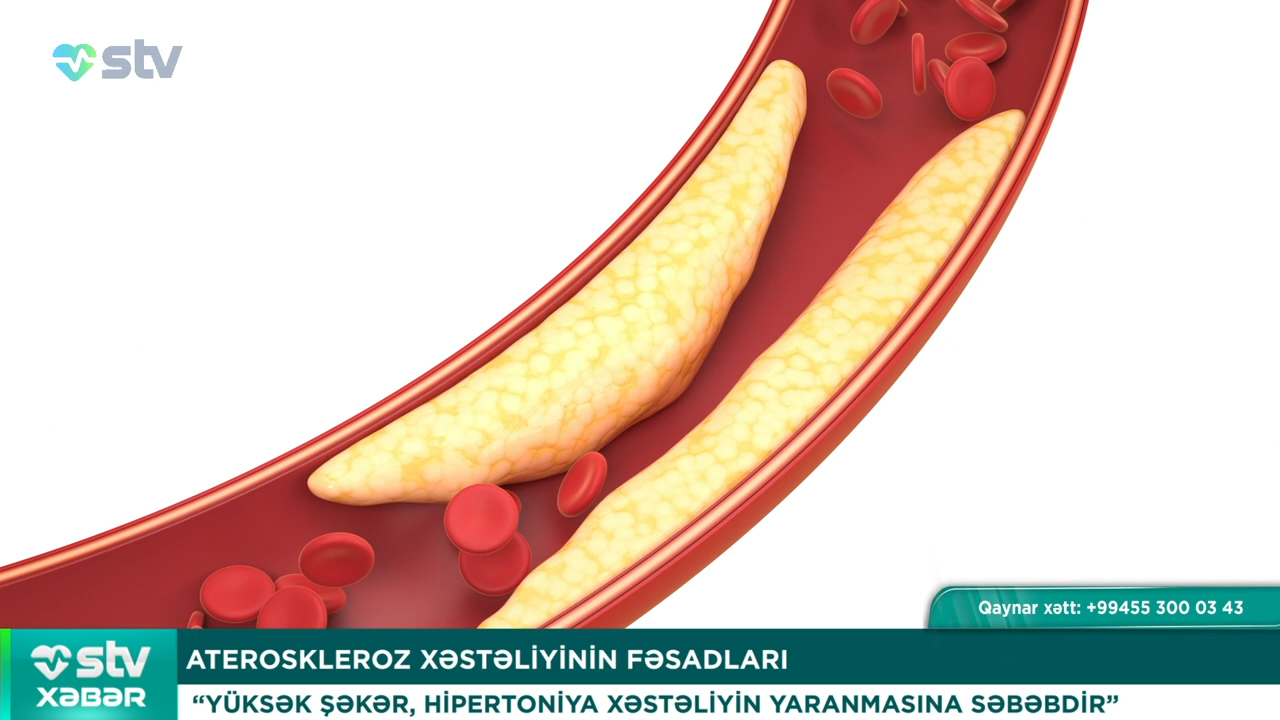 stv
Qaynar xətt: +99455 300 03 43
stv
XƏBƏR
ATEROSKLEROZ XƏSTƏLİYİNİN FƏSADLARI
“YÜKSƏK ŞƏKƏR, HİPERTONİYA XƏSTƏLİYİN YARANMASINA SƏBƏBDİR”